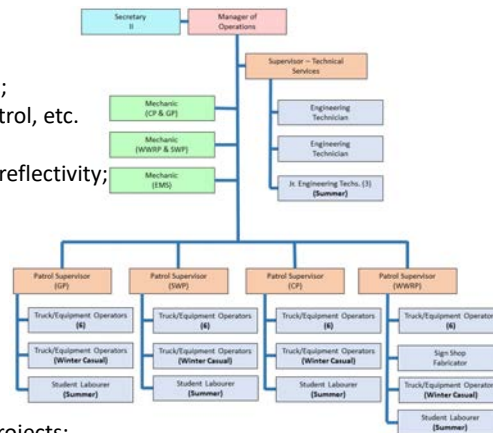 Secretary
II
Manager of
Operations
Supervisor – Technical
Services
;
trol, etc.
reflectivity;
Mechanic
(CP & GP)
Mechanic
(WWRP & SWP)
Mechanic
(EMS)
Engineering
Technician
Engineering
Technician
Jr. Engineering Techs. (3)
(Summer)
Patrol Supervisor
(GP)
Truck/Equipment Operators
(6)
Truck/Equipment Operators
(Winter Casual)
Student Labourer
(Summer)
Patrol Supervisor
(SWP)
Truck/Equipment Operators
(6)
Truck/Equipment Operators
(Winter Casual)
Student Labourer
(Summer)
Patrol Supervisor
(CP)
Truck/Equipment Operators
(6)
Truck/Equipment Operators
(Winter Casual)
Student Labourer
(Summer)
Patrol Supervisor
(WWRP)
Truck/Equipment Operators
(6)
Sign Shop
Fabricator
Truck/Equipment Operators
(Winter Casual)
Student Labourer
(Summer)
rojects;